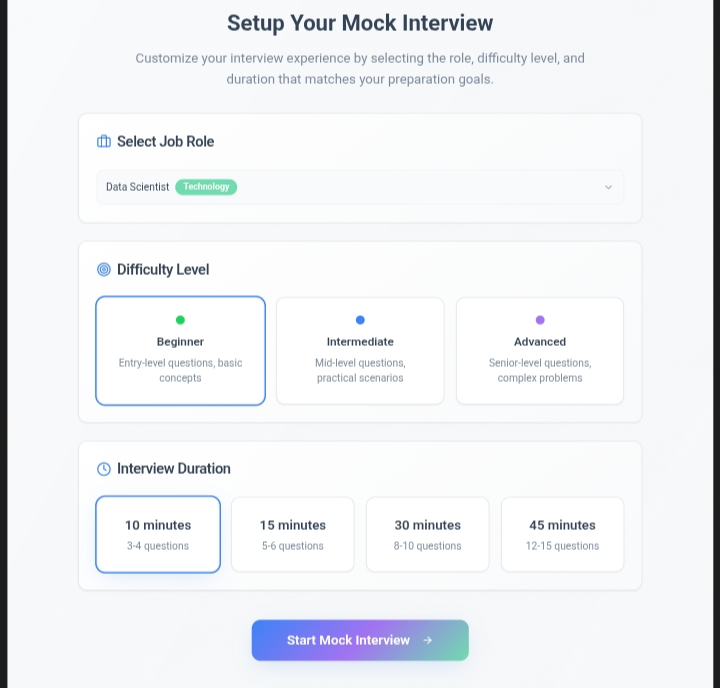 Setup Your Mock Interview
Customize your interview experience by selecting the role, difficulty level, and
duration that matches your preparation goals.
Select Job Role
Data Scientist Technology
Difficulty Level
Beginner
Entry-level questions, basic
concepts
Intermediate
Mid-level questions,
practical scenarios
Advanced
Senior-level questions,
complex problems
Interview Duration
10 minutes
3-4 questions
15 minutes
5-6 questions
30 minutes
8-10 questions
45 minutes
12-15 questions
Start Mock Interview →